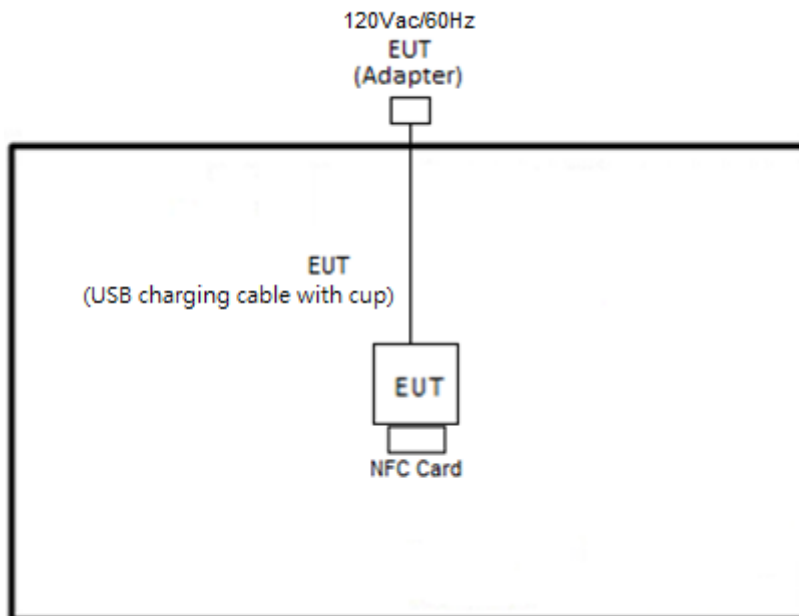 120Vac/60Hz
EUT
(Adapter)
EUT
(USB charging cable with cup)
EUT
NFC Card